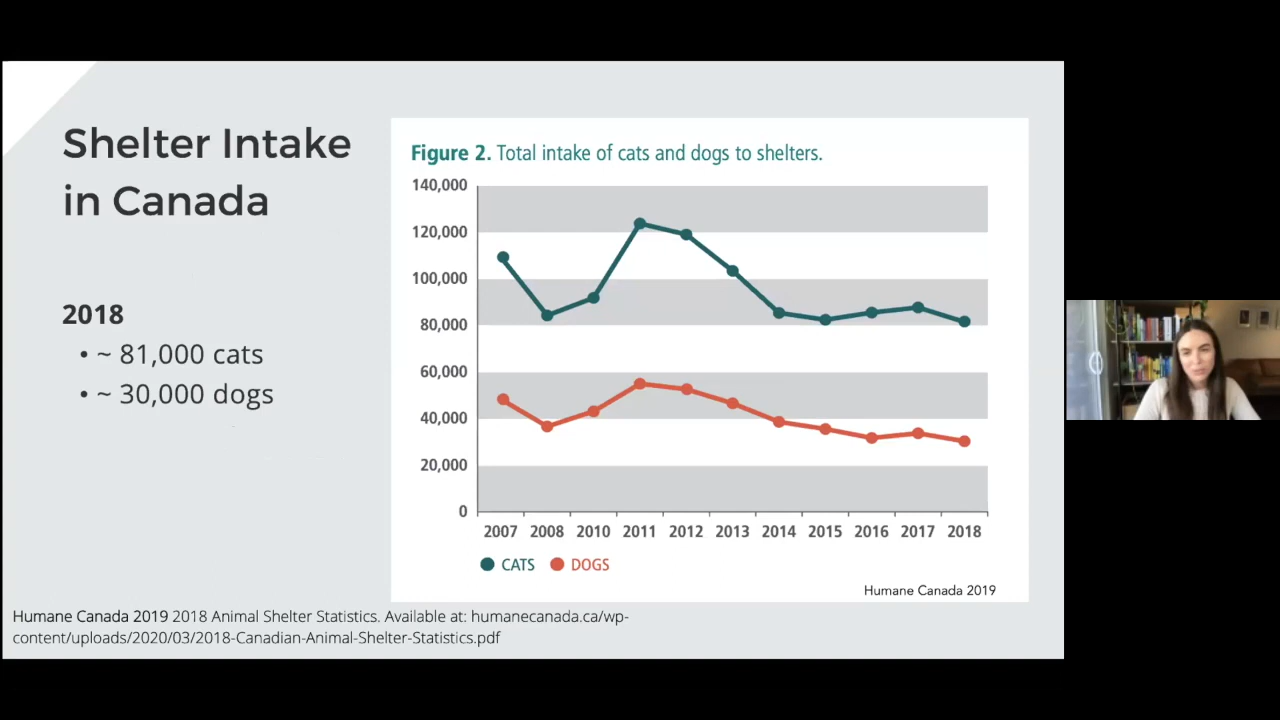 Shelter Intake
in Canada
2018
• ~ 81,000 cats
• ~ 30,000 dogs
Figure 2. Total intake of cats and dogs to shelters.
140,000
120,000
100,000
80,000
60,000
40,000
20,000
0
2007 2008 2010 2011 2012 2013 2014 2015 2016 2017 2018
CATS DOGS
Humane Canada 2019
Humane Canada 2019 2018 Animal Shelter Statistics. Available at: humanecanada.ca/wp-
content/uploads/2020/03/2018-Canadian-Animal-Shelter-Statistics.pdf